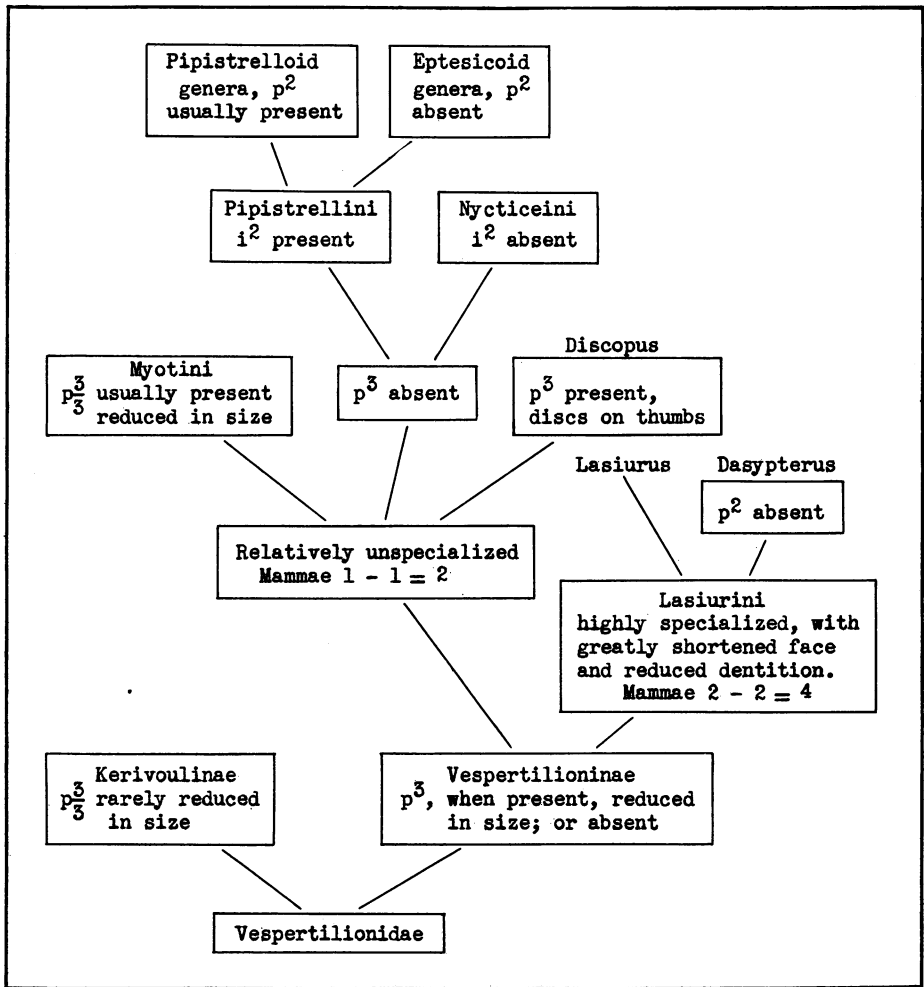 Pipistrelloid
genera, p²
usually present
Eptesicoid
genera, p²
absent
Pipistrellini
i² present
Nycticeini
i² absent
Myotini
p3/3 usually present
reduced in size
p³ absent
Discopus
p³ present,
discs on thumbs
Lasiurus
Dasypterus
p² absent
Relatively unspecialized
Mammae 1 - 1 = 2
Lasiurini
highly specialized, with
greatly shortened face
and reduced dentition.
Mammae 2 - 2 = 4
Kerivoulinae
p3/3 rarely reduced
in size
Vespertilioninae
p³, when present, reduced
in size; or absent
Vespertilionidae